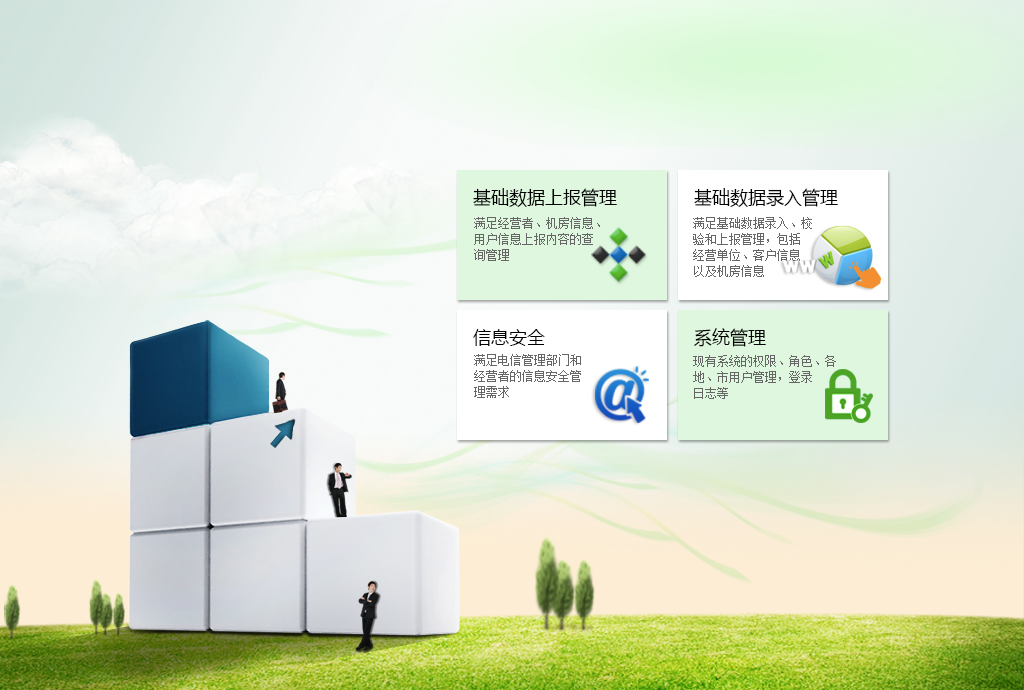 基础数据上报管理
满足经营者、机房信息、
用户信息上报内容的查
询管理
基础数据录入管理
满足基础数据录入、校
验和上报管理，包括
经营单位、客户信息
以及机房信息
WWW
信息安全
满足电信管理部门和
经营者的信息安全管
理需求
@
系统管理
现有系统的权限、角色、各
地、市用户管理，登录
日志等